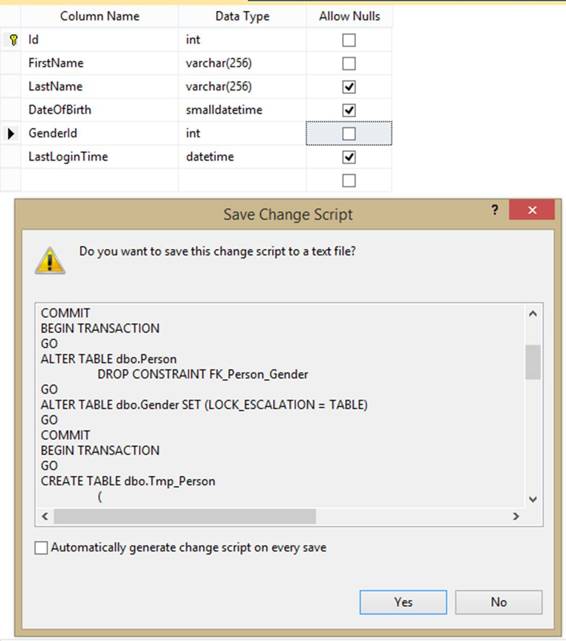 Column Name Data Type Allow Nulls
Id int
FirstName varchar(256)
LastName varchar(256)
DateOfBirth smalldatetime
GenderId int
LastLoginTime datetime
Save Change Script ? ×
Do you want to save this change script to a text file?
COMMIT
BEGIN TRANSACTION
GO
ALTER TABLE dbo.Person
DROP CONSTRAINT FK_Person_Gender
GO
ALTER TABLE dbo.Gender SET (LOCK_ESCALATION = TABLE)
GO
COMMIT
BEGIN TRANSACTION
GO
CREATE TABLE dbo.Tmp_Person
(
Automatically generate change script on every save
Yes No